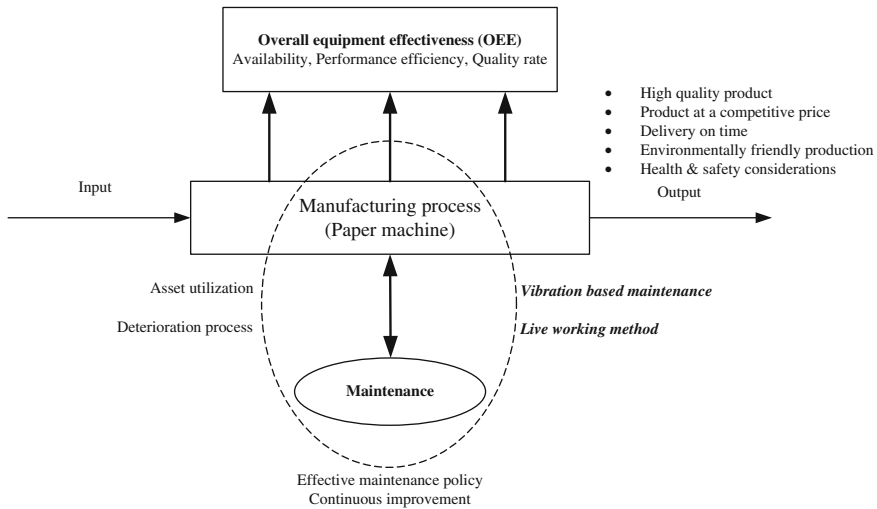 Overall equipment effectiveness (OEE)
Availability, Performance efficiency, Quality rate
• High quality product
• Product at a competitive price
• Delivery on time
• Environmentally friendly production
• Health & safety considerations
Input
Output
Manufacturing process
(Paper machine)
Asset utilization
Deterioration process
Vibration based maintenance
Live working method
Maintenance
Effective maintenance policy
Continuous improvement